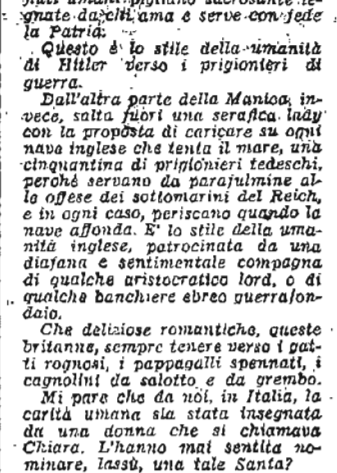 gnate da chi ama e serve con fede
la Patria.
Questo è lo stile della umanità
di Hitler verso i prigionieri di
guerra.
Dall'altra parte della Manica, in-
vece, salta fuori una serafica lady
con la proposta di caricare su ogni
nave inglese che tenta il mare, una
cinquantina di prigionieri tedeschi,
perchè servano da parafulmine al-
le offese dei sottomarini del Reich,
e in ogni caso, periscano quando la
nave affonda. E' lo stile della uma-
nità inglese, patrocinata da una
diafana e sentimentale compagna
di qualche aristocratico lord, o di
qualche banchiere ebreo guerrafon-
daio.
Che deliziose romantiche, queste
britanne, sempre tenere verso i gat-
ti rognosi, i pappagalli spennati, i
cagnolini da salotto e da grembo.
Mi pare che da noi, in Italia, la
carità umana sia stata insegnata
da una donna che si chiamava
Chiara. L'hanno mai sentita no-
minare, lassù, una tale Santa?